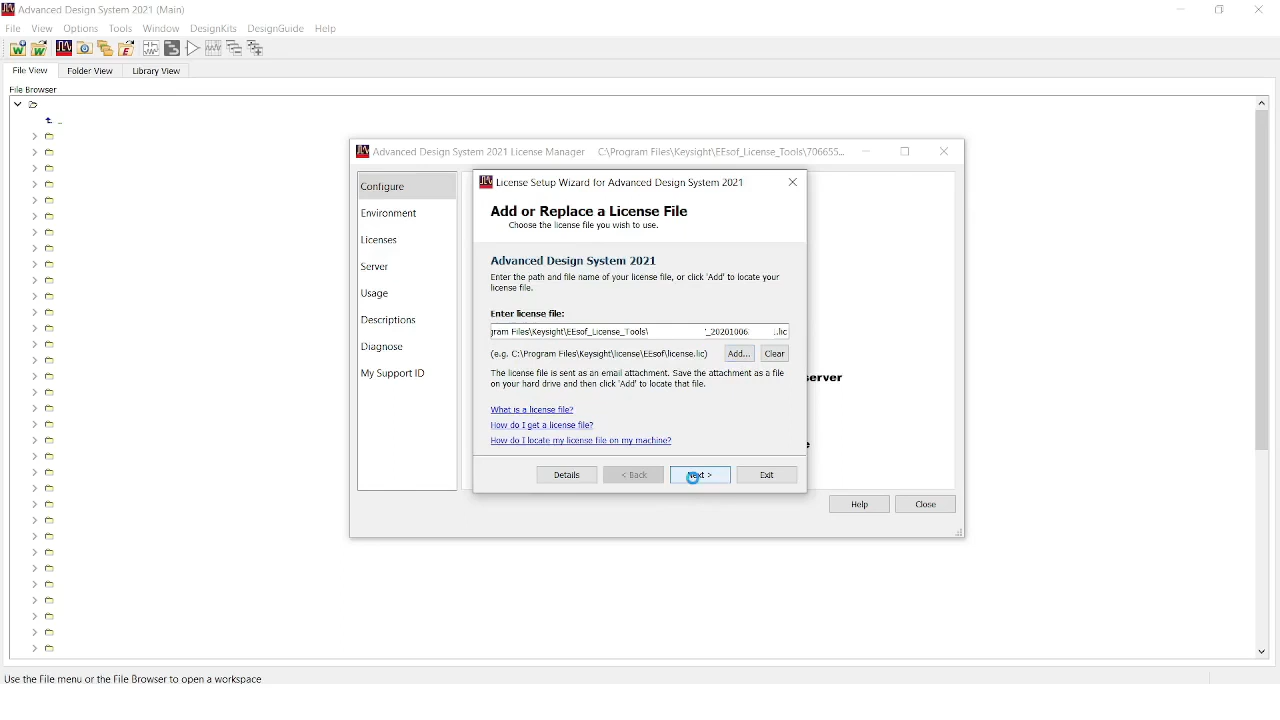 Advanced Design System 2021 (Main)
File View Options Tools Window DesignKits DesignGuide Help
File View Folder View Library View
File Browser
Advanced Design System 2021 License Manager C:\Program Files\Keysight\EEsof_License_Tools\706655...
Configure
Environment
Licenses
Server
Usage
Descriptions
Diagnose
My Support ID
License Setup Wizard for Advanced Design System 2021
Add or Replace a License File
Choose the license file you wish to use.
Advanced Design System 2021
Enter the path and file name of your license file, or click 'Add' to locate your
license file.
Enter license file:
gram Files\Keysight\EEsof_License_Tools\ _20201006 .lic
(e.g. C:\Program Files\Keysight\license\EEsof\license.lic) Add... Clear
The license file is sent as an email attachment. Save the attachment as a file
on your hard drive and then click 'Add' to locate that file.
What is a license file?
How do I get a license file?
How do I locate my license file on my machine?
Details < Back Next > Exit
server
e
Help Close
Use the File menu or the File Browser to open a workspace